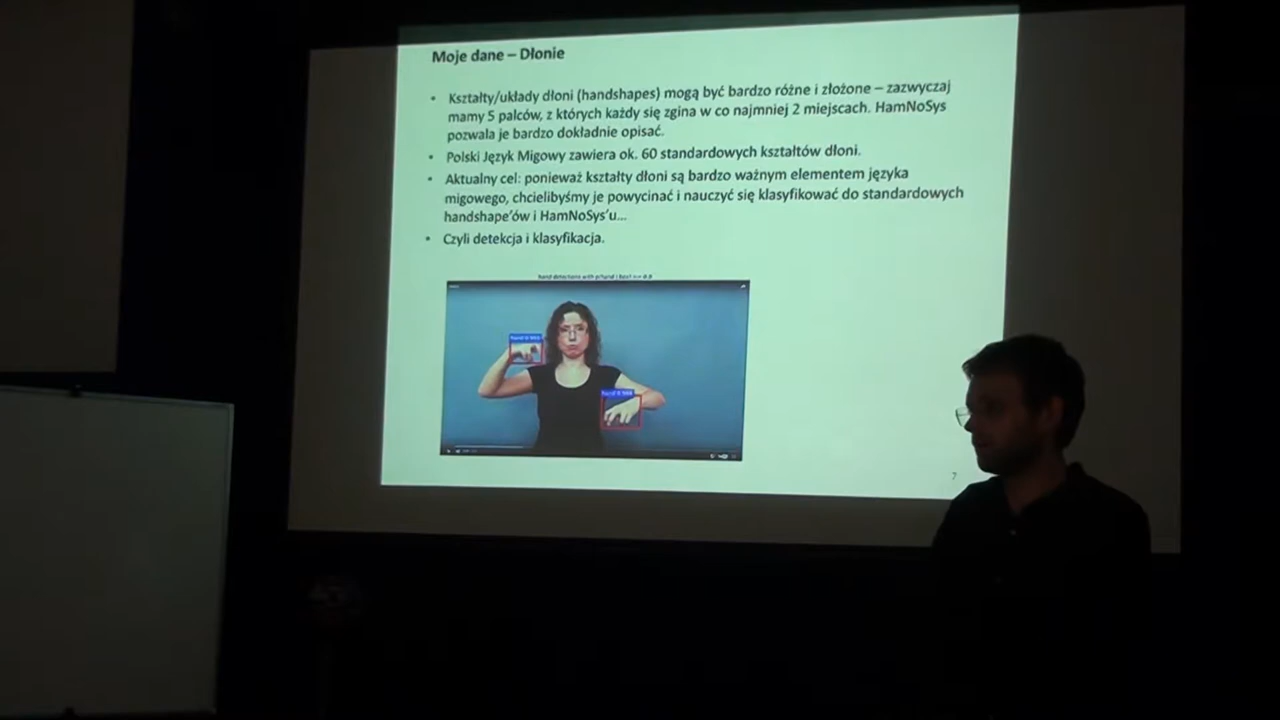 Moje dane – Dłonie
• Kształty/układy dłoni (handshapes) mogą być bardzo różne i złożone – zazwyczaj
mamy 5 palców, z których każdy się zgina w co najmniej 2 miejscach. HamNoSys
pozwala je bardzo dokładnie opisać.
• Polski Język Migowy zawiera ok. 60 standardowych kształtów dłoni.
• Aktualny cel: ponieważ kształty dłoni są bardzo ważnym elementem języka
migowego, chcielibyśmy je powycinać i nauczyć się klasyfikować do standardowych
handshape'ów i HamNoSys'u...
• Czyli detekcja i klasyfikacja.
hand detections with
7